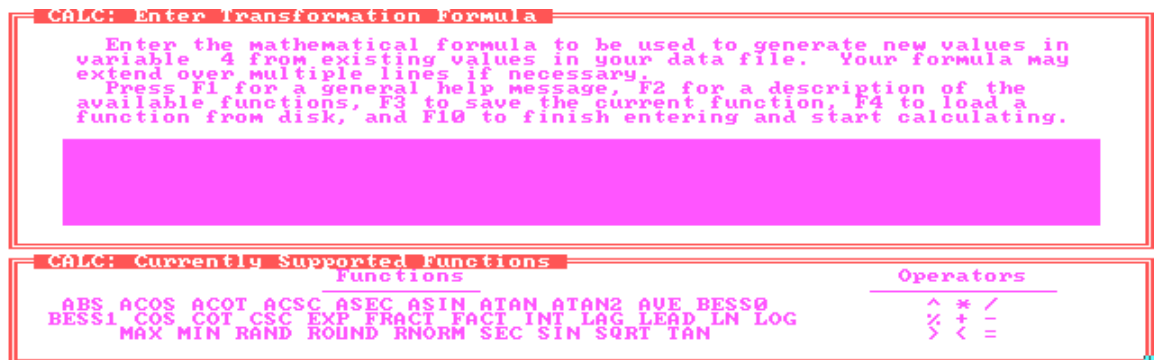 CALC: Enter Transformation Formula
Enter the mathematical formula to be used to generate new values in
variable 4 from existing values in your data file. Your formula may
extend over multiple lines if necessary.
Press F1 for a general help message, F2 for a description of the
available functions, F3 to save the current function, F4 to load a
function from disk, and F10 to finish entering and start calculating.
CALC: Currently Supported Functions
Functions
ABS ACOS ACOT ACSC ASEC ASIN ATAN ATAN2 AVE BESS0
BESS1 COS COT CSC EXP FRACT FACT INT LAG LEAD LN LOG
MAX MIN RAND ROUND RNORM SEC SIN SQRT TAN
Operators
^ * /
% + -
> < =